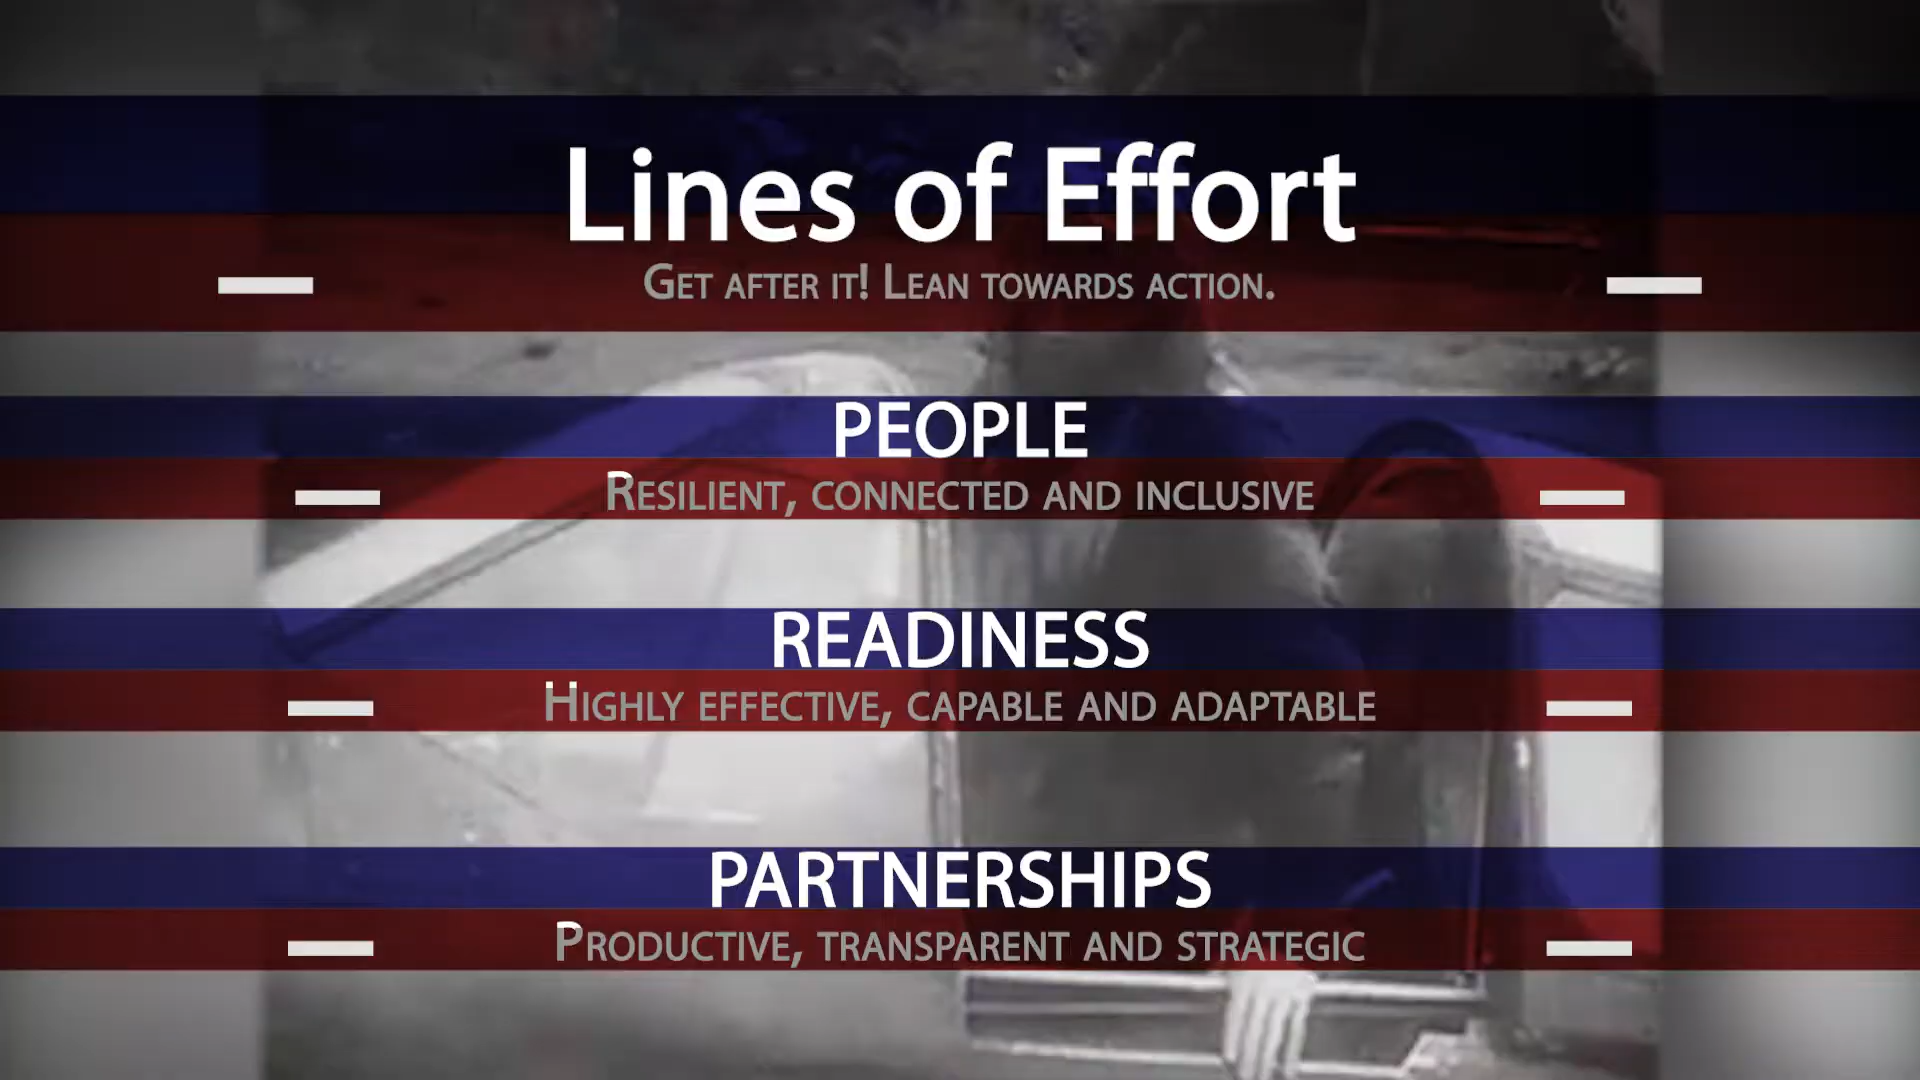 Lines of Effort
Get after it! Lean towards action.
PEOPLE
Resilient, connected and inclusive
READINESS
Highly effective, capable and adaptable
PARTNERSHIPS
Productive, transparent and strategic